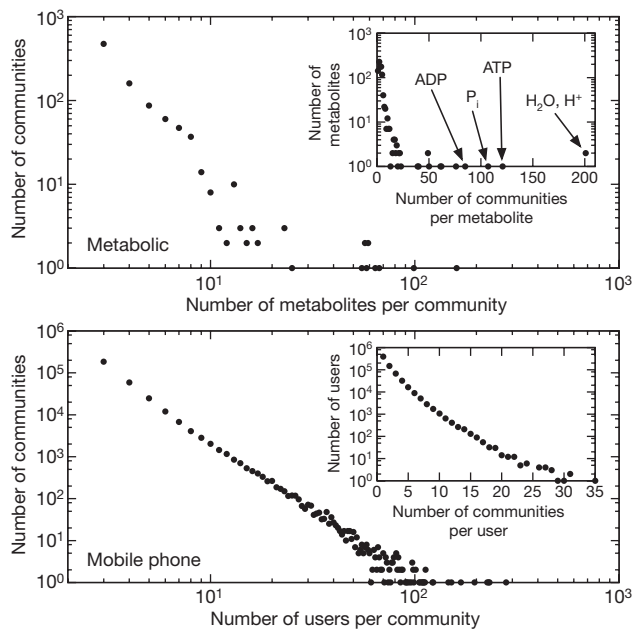 10³
10²
10¹
10⁰
Number of communities
Metabolic
10¹
10²
10³
Number of metabolites per community
10³
10²
10¹
10⁰
Number of
metabolites
ADP
Pᵢ
ATP
H₂O, H⁺
0
50
100
150
200
Number of communities
per metabolite
10⁶
10⁵
10⁴
10³
10²
10¹
10⁰
Number of communities
Mobile phone
10¹
10²
10³
Number of users per community
10⁶
10⁵
10⁴
10³
10²
10¹
10⁰
Number of users
0
5
10
15
20
25
30
35
Number of communities
per user